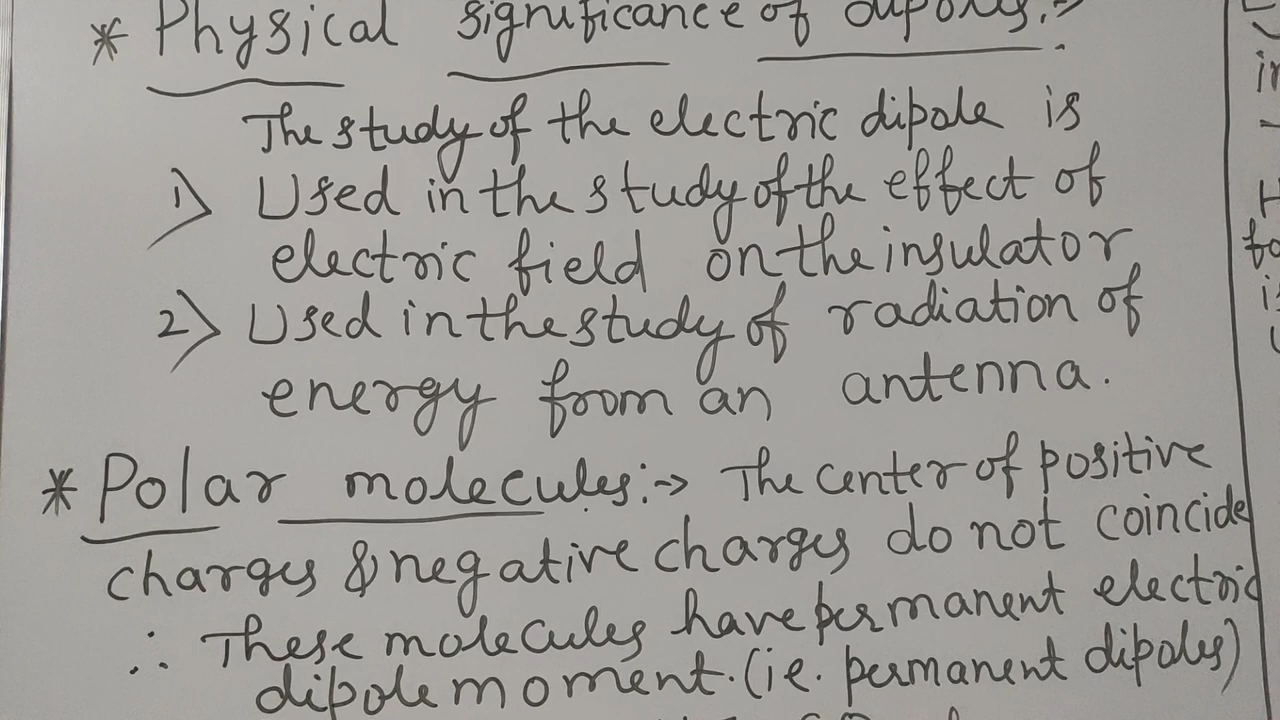 * Physical significance of dipoles :->
The study of the electric dipole is
1) Used in the study of the effect of
electric field on the insulator
2) Used in the study of radiation of
energy from an antenna.
* Polar molecules :-> The center of positive
charges & negative charges do not coincide
∴ These molecules have permanent electric
dipole moment. (ie. permanent dipoles)